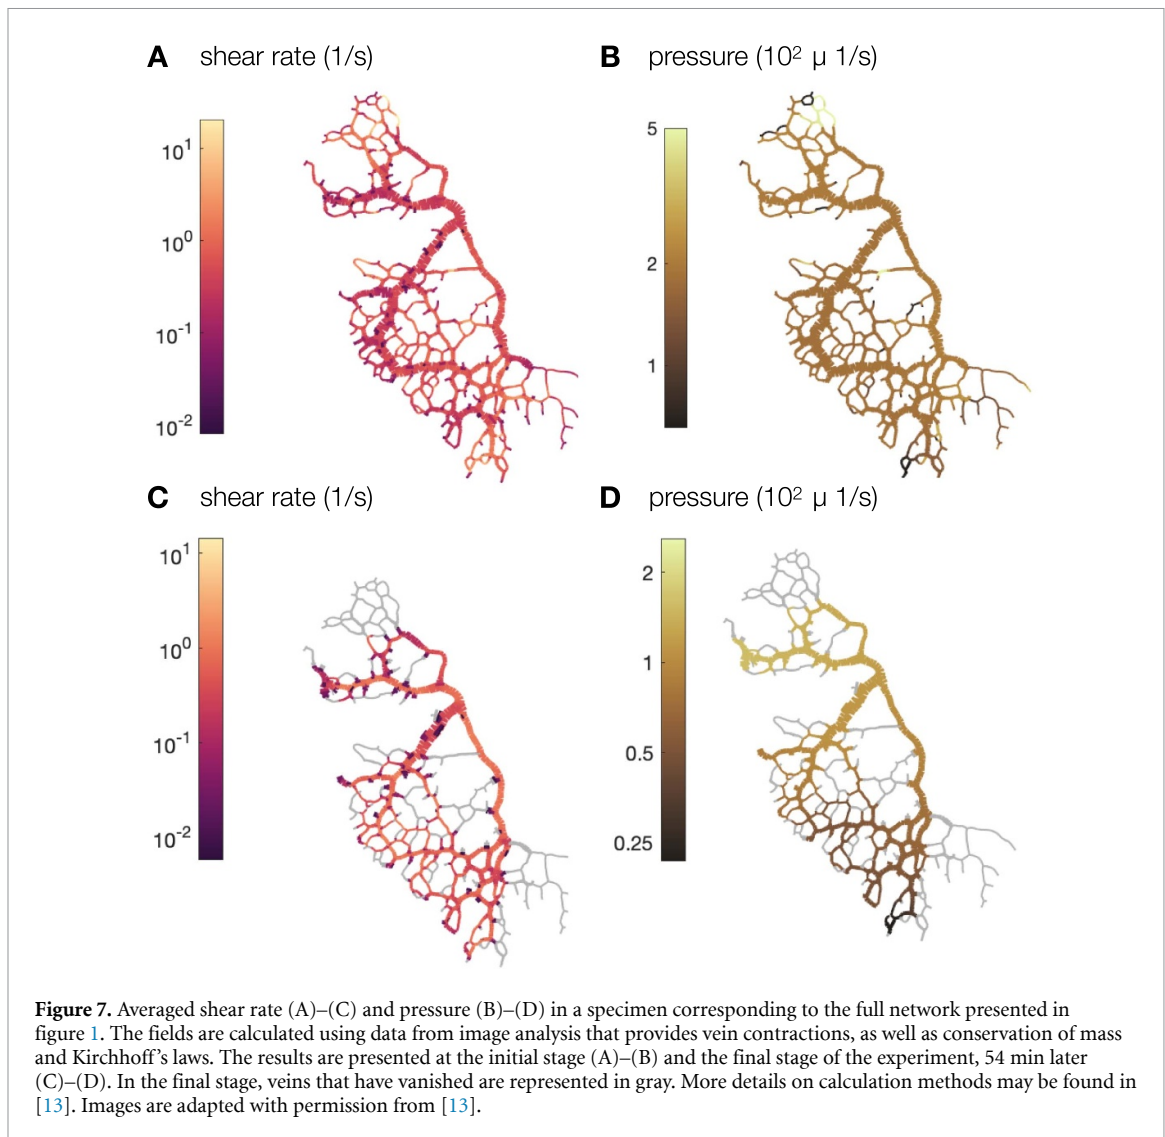 A shear rate (1/s)
10¹
10⁰
10⁻¹
10⁻²
B pressure (10² μ 1/s)
5
2
1
C shear rate (1/s)
10¹
10⁰
10⁻¹
10⁻²
D pressure (10² μ 1/s)
2
1
0.5
0.25
Figure 7. Averaged shear rate (A)–(C) and pressure (B)–(D) in a specimen corresponding to the full network presented in
figure 1. The fields are calculated using data from image analysis that provides vein contractions, as well as conservation of mass
and Kirchhoff's laws. The results are presented at the initial stage (A)–(B) and the final stage of the experiment, 54 min later
(C)–(D). In the final stage, veins that have vanished are represented in gray. More details on calculation methods may be found in
[13]. Images are adapted with permission from [13].